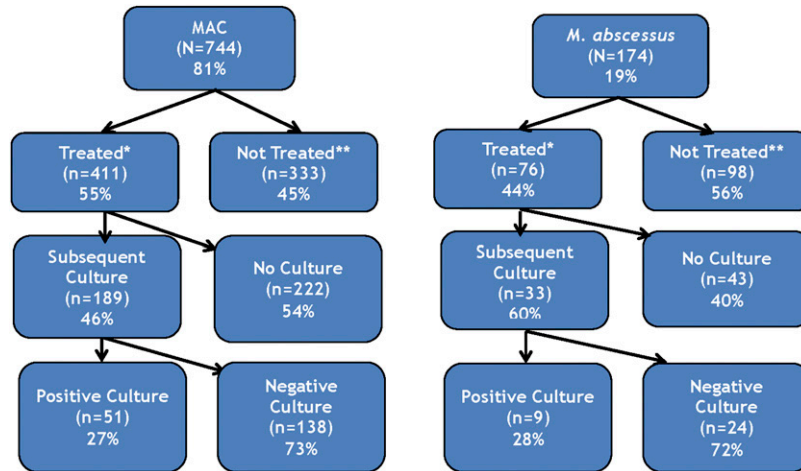 MAC
(N=744)
81%
M. abscessus
(N=174)
19%
Treated*
(n=411)
55%
Not Treated**
(n=333)
45%
Treated*
(n=76)
44%
Not Treated**
(n=98)
56%
Subsequent
Culture
(n=189)
46%
No Culture
(n=222)
54%
Subsequent
Culture
(n=33)
60%
No Culture
(n=43)
40%
Positive Culture
(n=51)
27%
Negative
Culture
(n=138)
73%
Positive Culture
(n=9)
28%
Negative
Culture
(n=24)
72%